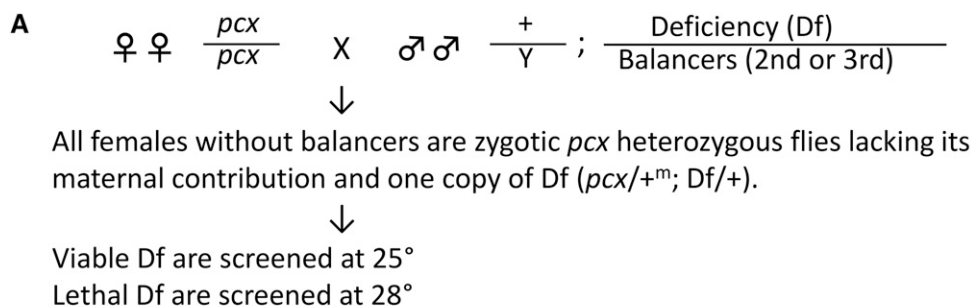 A
♀♀ pcx/pcx X ♂♂ +/Y ; Deficiency (Df)/Balancers (2nd or 3rd)
↓
All females without balancers are zygotic pcx heterozygous flies lacking its
maternal contribution and one copy of Df (pcx/+ᵐ; Df/+).
↓
Viable Df are screened at 25°
Lethal Df are screened at 28°